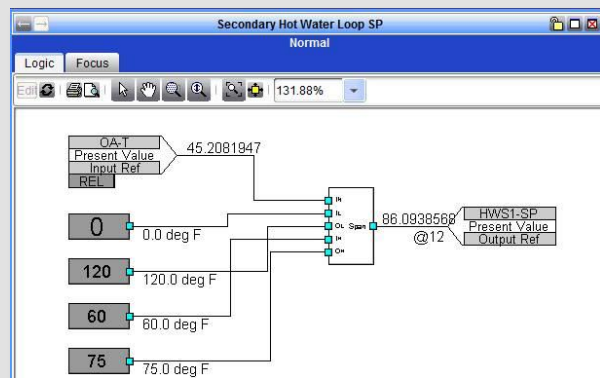 Secondary Hot Water Loop SP
Normal
Logic Focus
Edit 131.88%
OA-T
Present Value
Input Ref
REL
45.2081947
0
0.0 deg F
120
120.0 deg F
60
60.0 deg F
75
75.0 deg F
IN
IL
OL Span
IH
OH
86.0938568
@12
HWS1-SP
Present Value
Output Ref